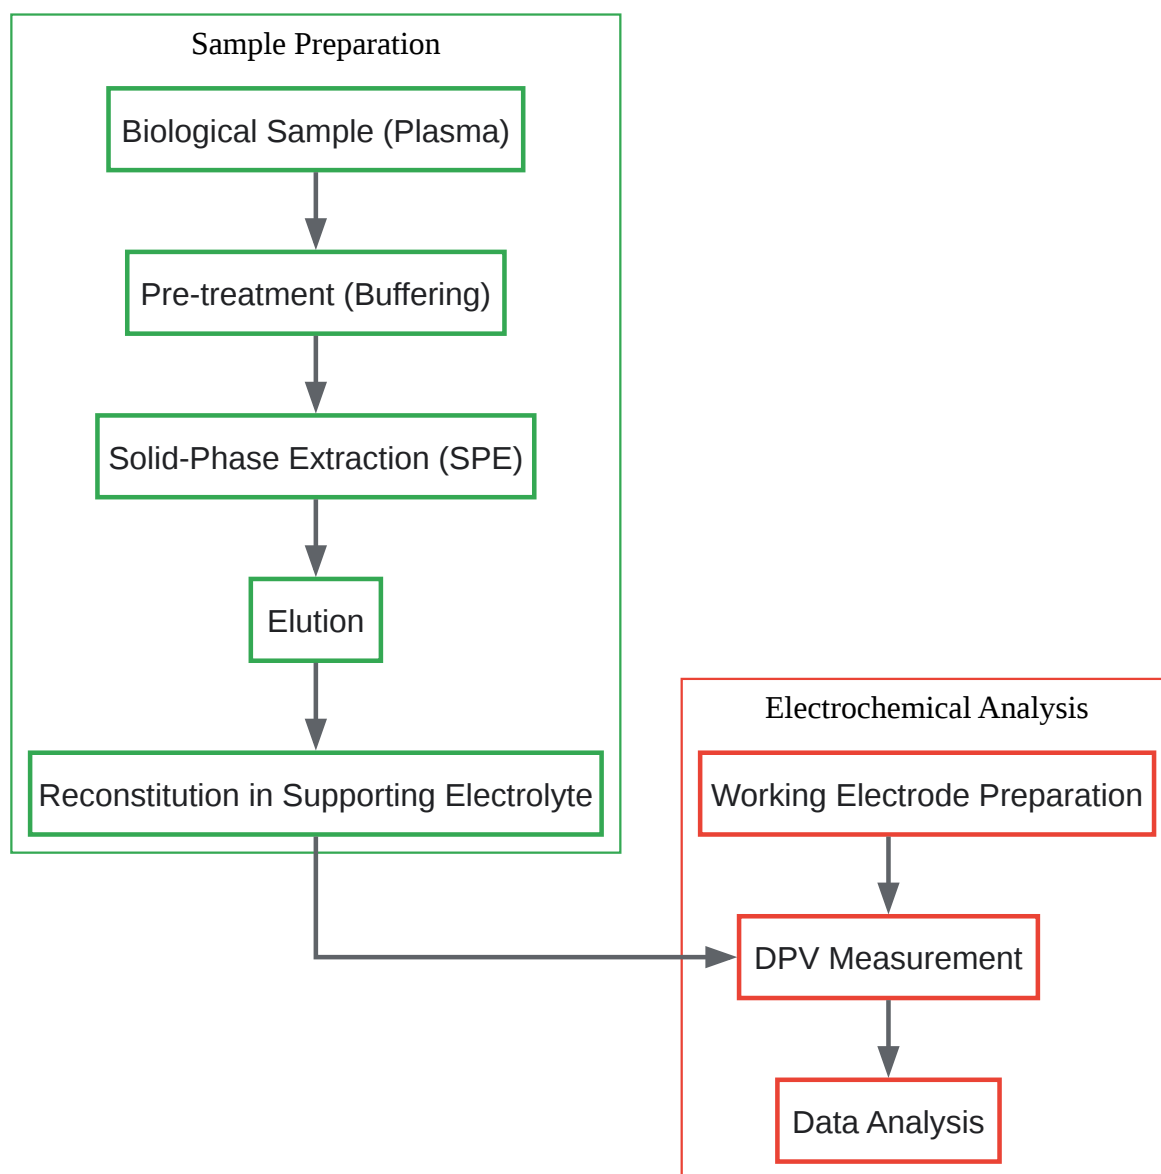 Sample Preparation
Biological Sample (Plasma)
Pre-treatment (Buffering)
Solid-Phase Extraction (SPE)
Elution
Reconstitution in Supporting Electrolyte
Electrochemical Analysis
Working Electrode Preparation
DPV Measurement
Data Analysis